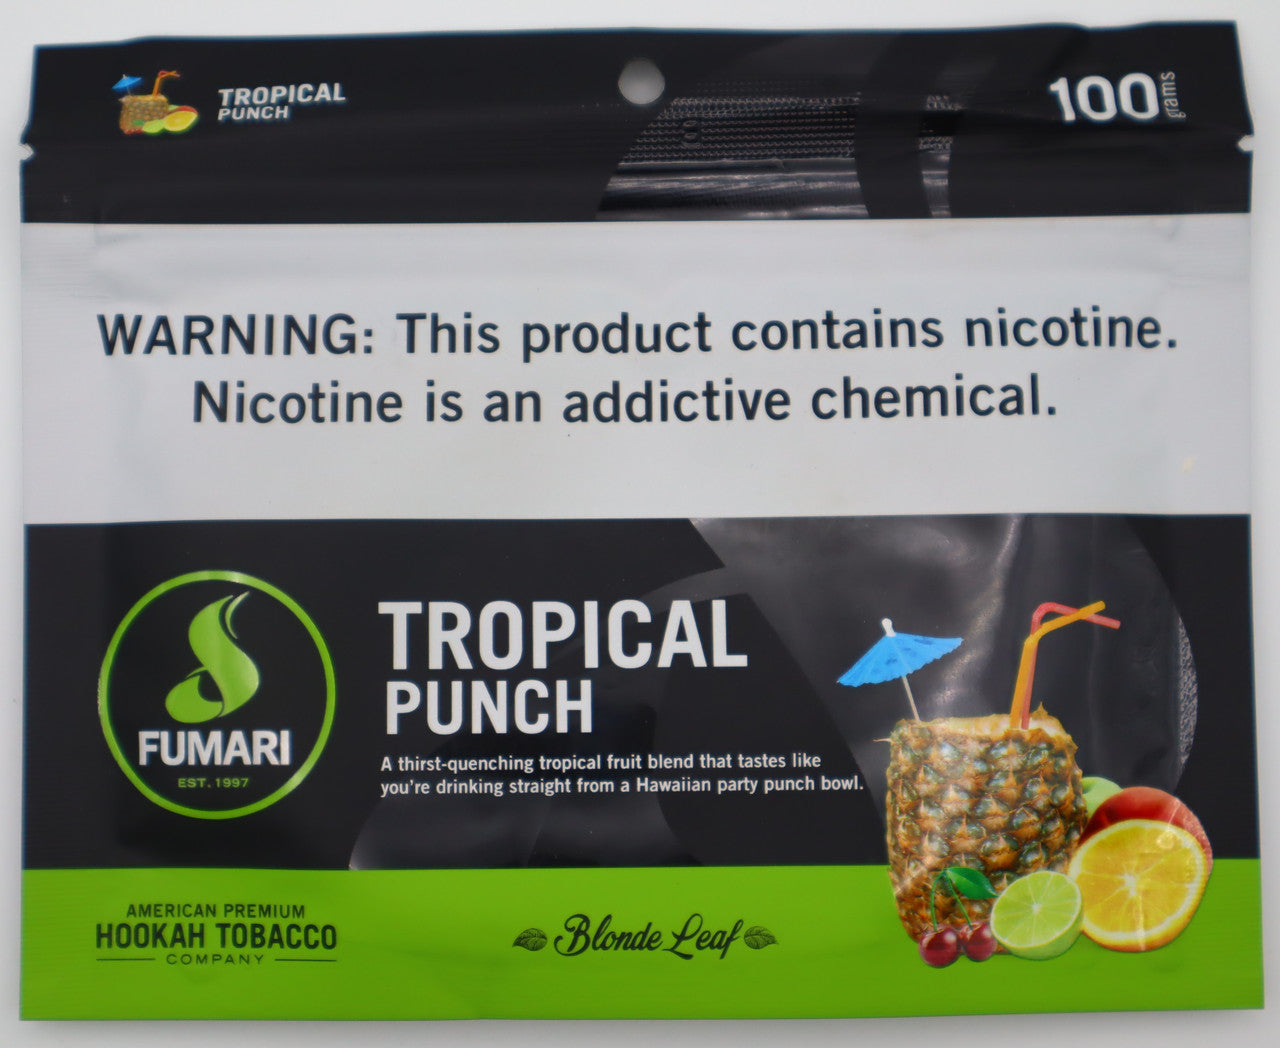 TROPICAL
PUNCH
100
grams
WARNING: This product contains nicotine.
Nicotine is an addictive chemical.
FUMARI
EST. 1997
TROPICAL
PUNCH
A thirst-quenching tropical fruit blend that tastes like
you're drinking straight from a Hawaiian party punch bowl.
AMERICAN PREMIUM
HOOKAH TOBACCO
COMPANY
Blonde Leaf